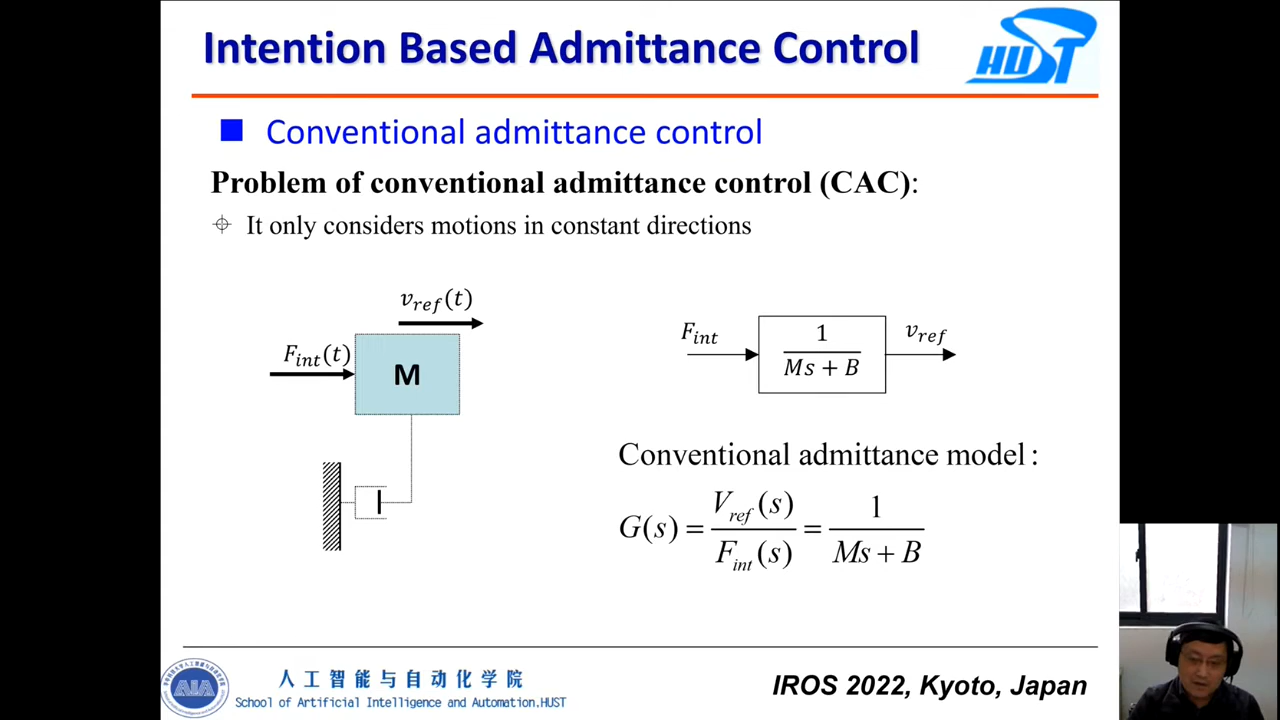 Intention Based Admittance Control
HUST
■ Conventional admittance control
Problem of conventional admittance control (CAC):
It only considers motions in constant directions
v_ref(t)
F_int(t)
M
F_int
1/(Ms + B)
v_ref
Conventional admittance model:
G(s) = V_ref(s)/F_int(s) = 1/(Ms + B)
AIA
人工智能与自动化学院
School of Artificial Intelligence and Automation.HUST
IROS 2022, Kyoto, Japan